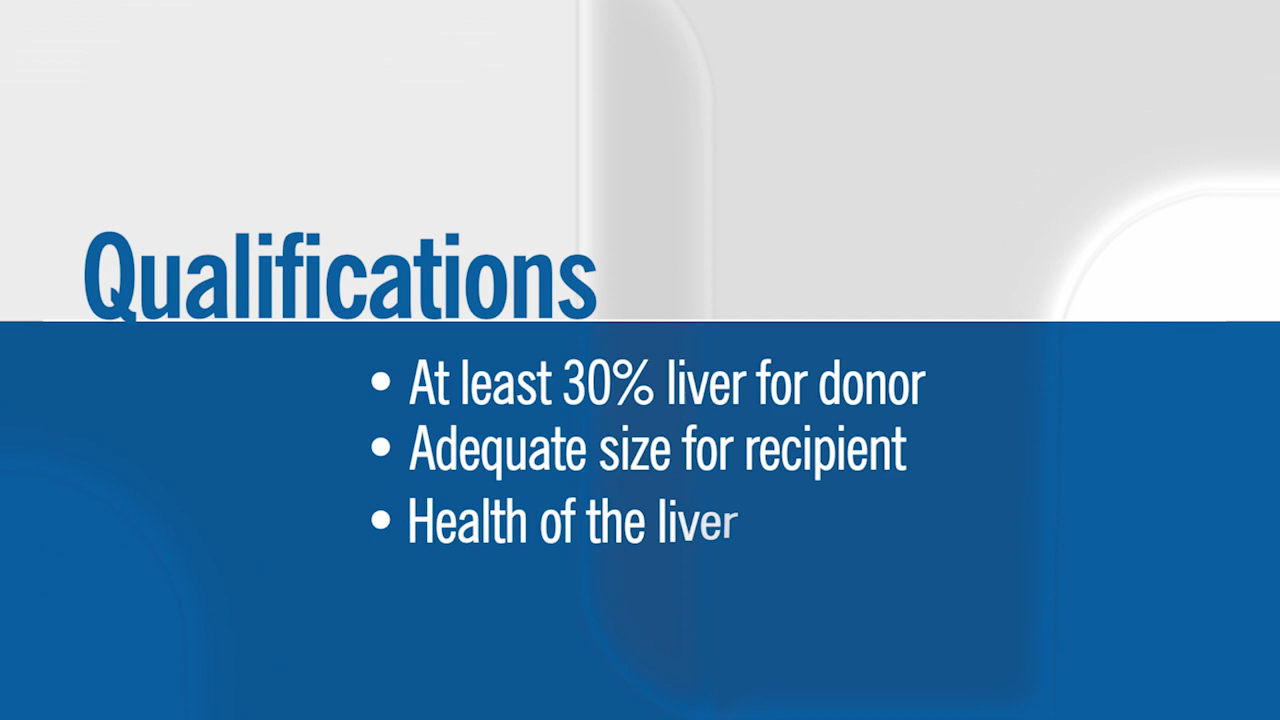 Qualifications
• At least 30% liver for donor
• Adequate size for recipient
• Health of the liver